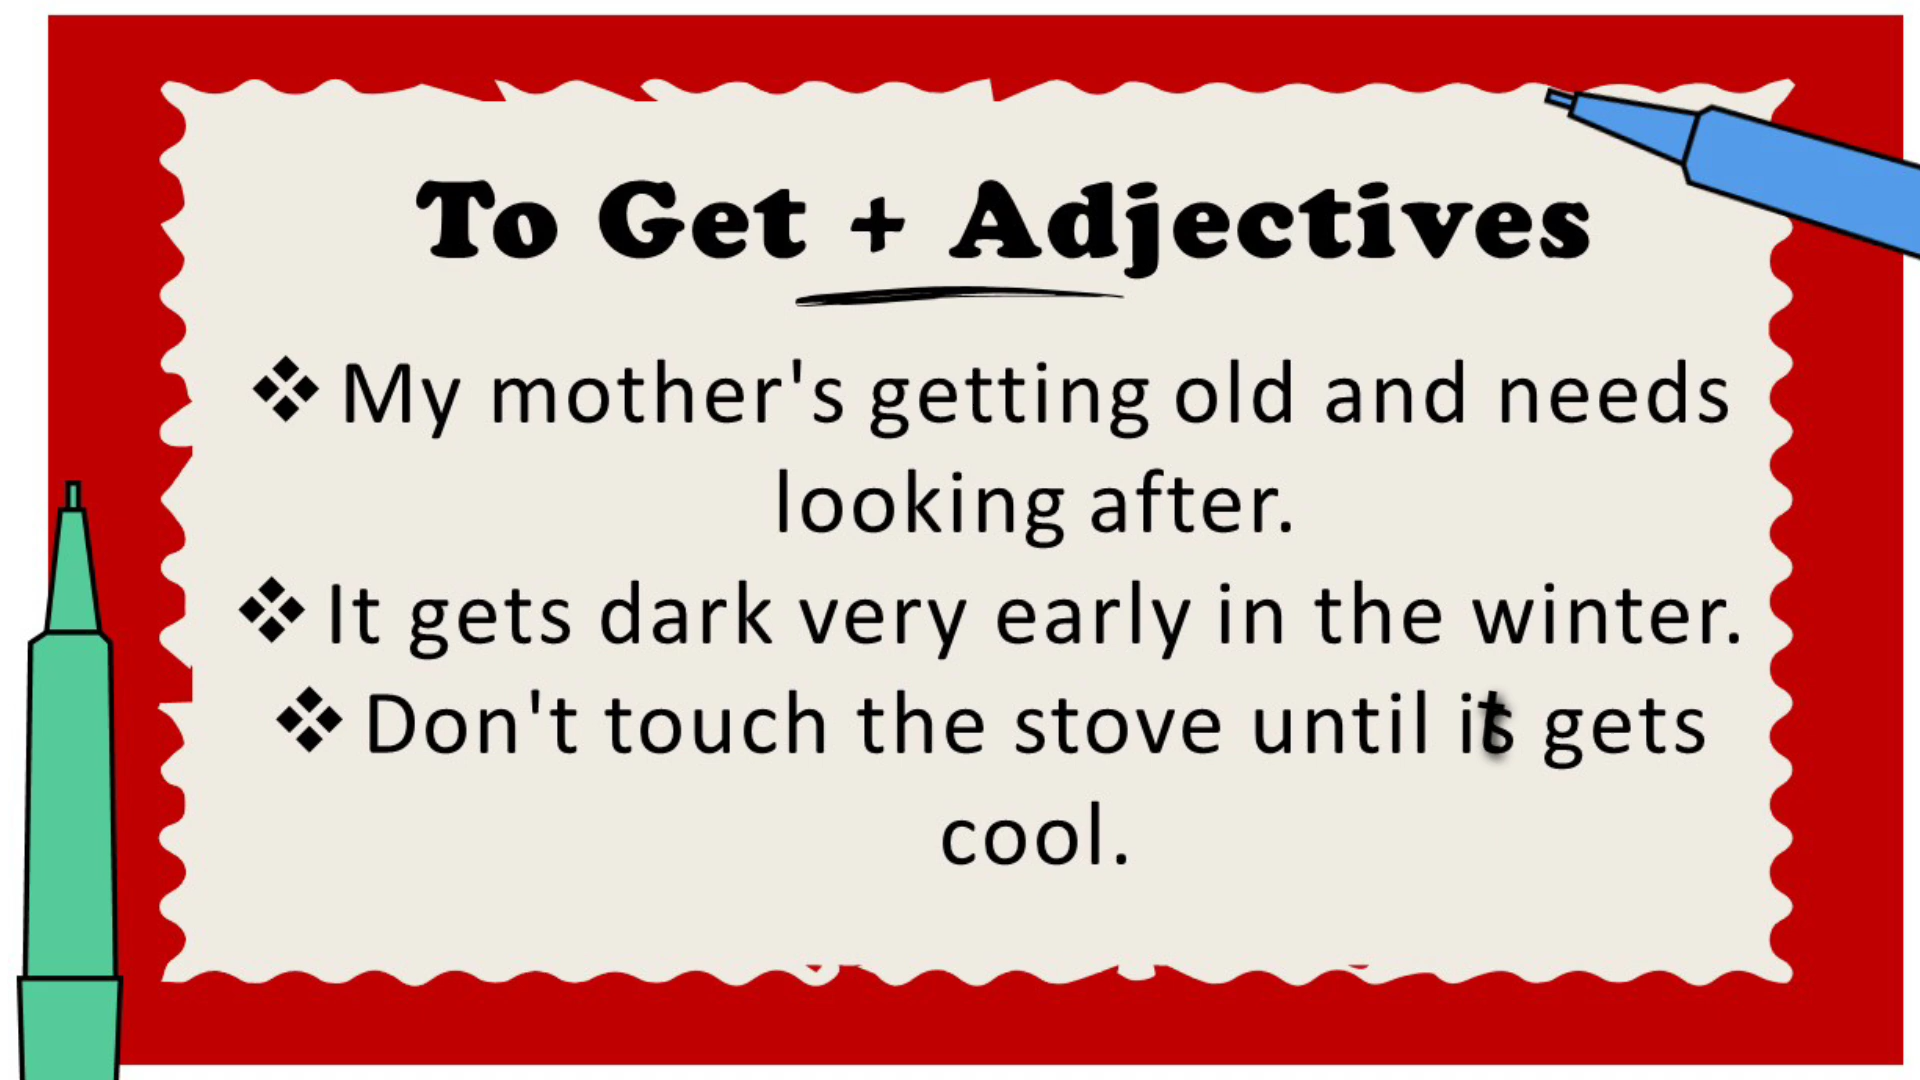 To Get + Adjectives
❖ My mother's getting old and needs
looking after.
❖ It gets dark very early in the winter.
❖ Don't touch the stove until it gets
cool.